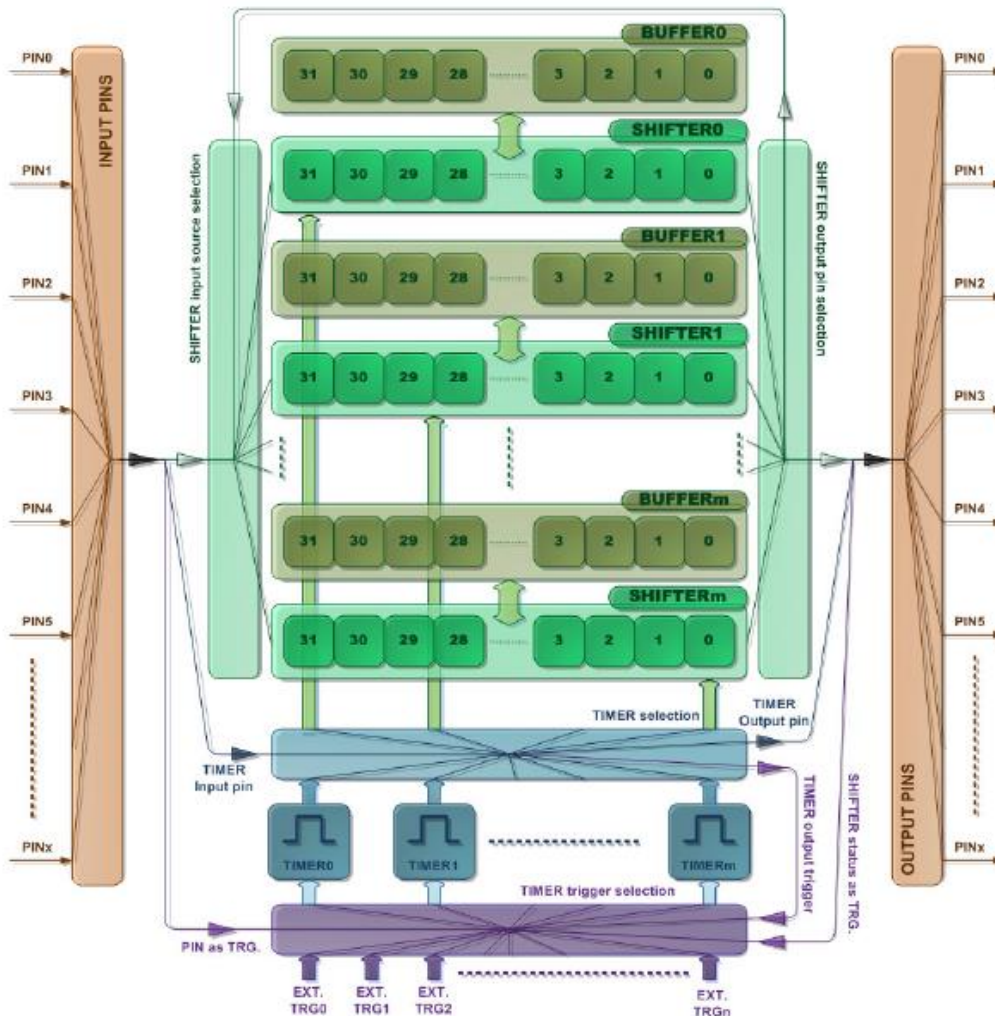 BUFFER0
PIN0
PIN0
31 30 29 28 3 2 1 0
INPUT PINS
SHIFTER0
PIN1
31 30 29 28 3 2 1 0
PIN1
SHIFTER input source selection
SHIFTER output pin selection
BUFFER1
31 30 29 28 3 2 1 0
PIN2
PIN2
SHIFTER1
31 30 29 28 3 2 1 0
PIN3
PIN3
BUFFERm
PIN4
31 30 29 28 3 2 1 0
PIN4
SHIFTERm
PIN5
31 30 29 28 3 2 1 0
PIN5
TIMER selection
TIMER
Output pin
TIMER
Input pin
TIMER output trigger
SHIFTER status as TRG.
TIMER0
TIMER1
TIMERm
PINx
PINx
OUTPUT PINS
TIMER trigger selection
PIN as TRG.
EXT.
TRG0
EXT.
TRG1
EXT.
TRG2
EXT.
TRGn